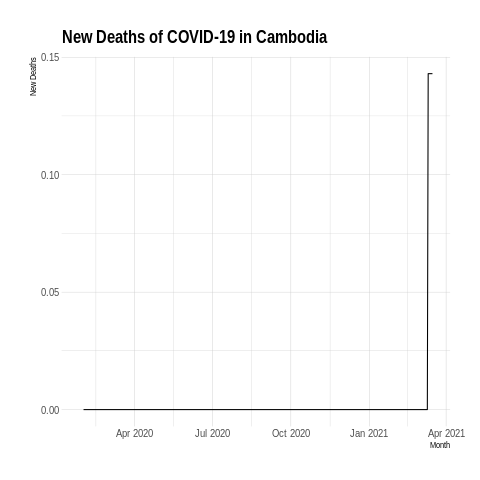 New Deaths of COVID-19 in Cambodia
New Deaths
0.15
0.10
0.05
0.00
Apr 2020 Jul 2020 Oct 2020 Jan 2021 Apr 2021
Month